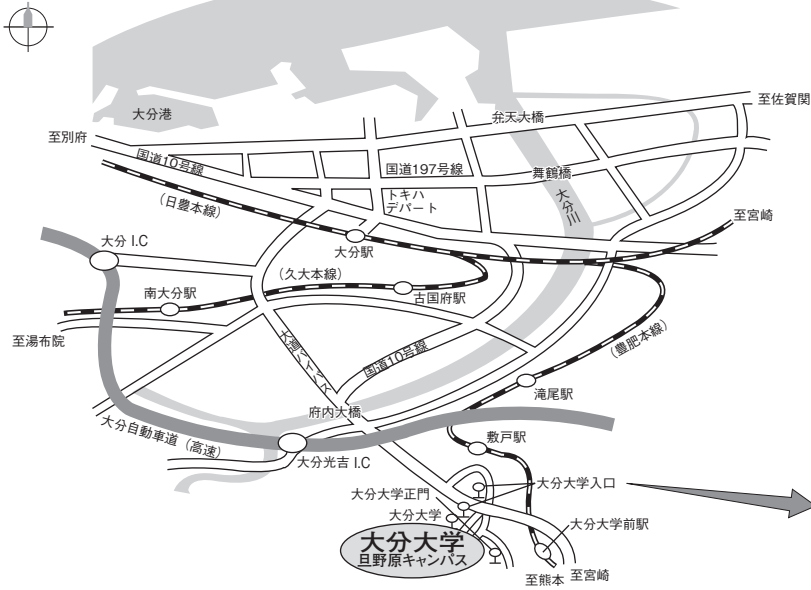 大分港
至別府
国道10号線
(日豊本線)
弁天大橋
至佐賀関
国道197号線
舞鶴橋
トキハ
デパート
大分川
至宮崎
大分 I.C
大分駅
(久大本線)
南大分駅
古国府駅
至湯布院
大道バイパス
国道10号線
(豊肥本線)
滝尾駅
府内大橋
大分自動車道(高速)
敷戸駅
大分光吉 I.C
大分大学入口
大分大学正門
大分大学
大分大学前駅
大分大学
旦野原キャンパス
至熊本
至宮崎